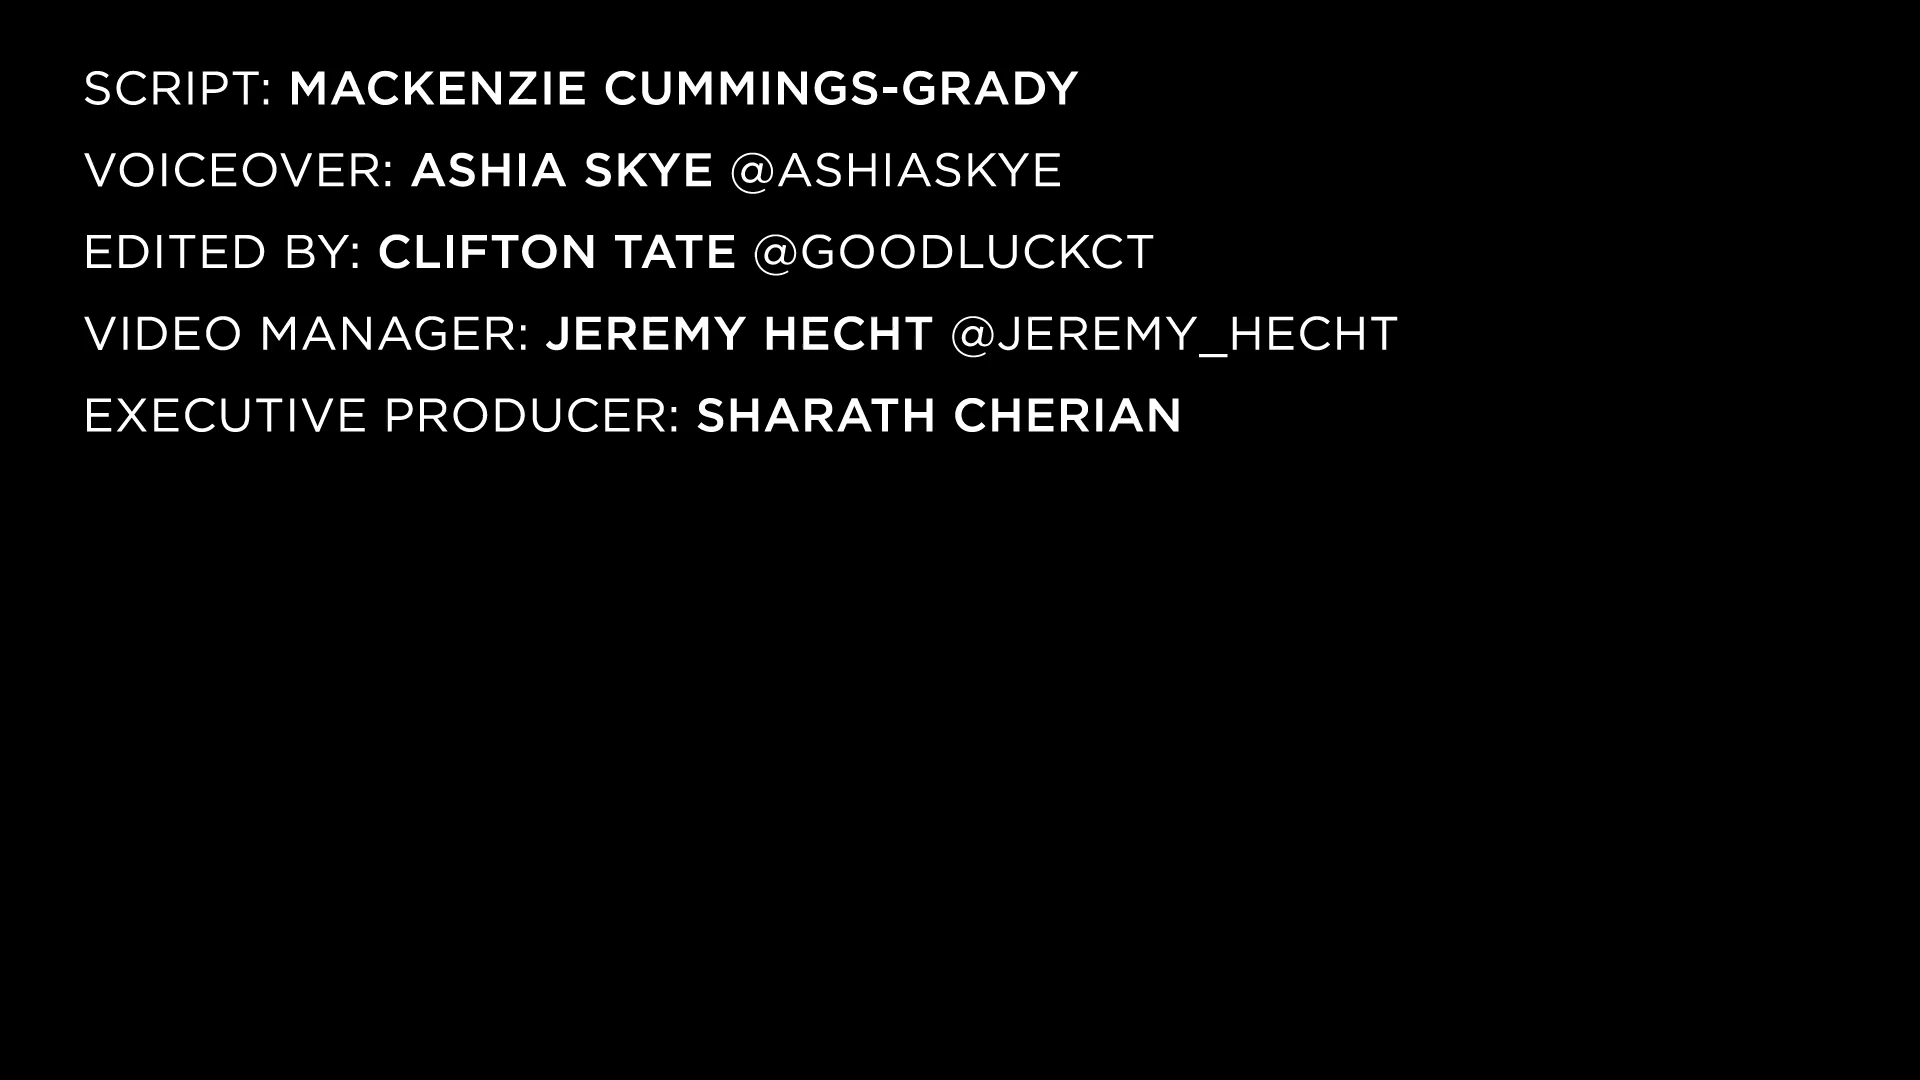 SCRIPT: MACKENZIE CUMMINGS-GRADY
VOICEOVER: ASHIA SKYE @ASHIASKYE
EDITED BY: CLIFTON TATE @GOODLUCKCT
VIDEO MANAGER: JEREMY HECHT @JEREMY_HECHT
EXECUTIVE PRODUCER: SHARATH CHERIAN